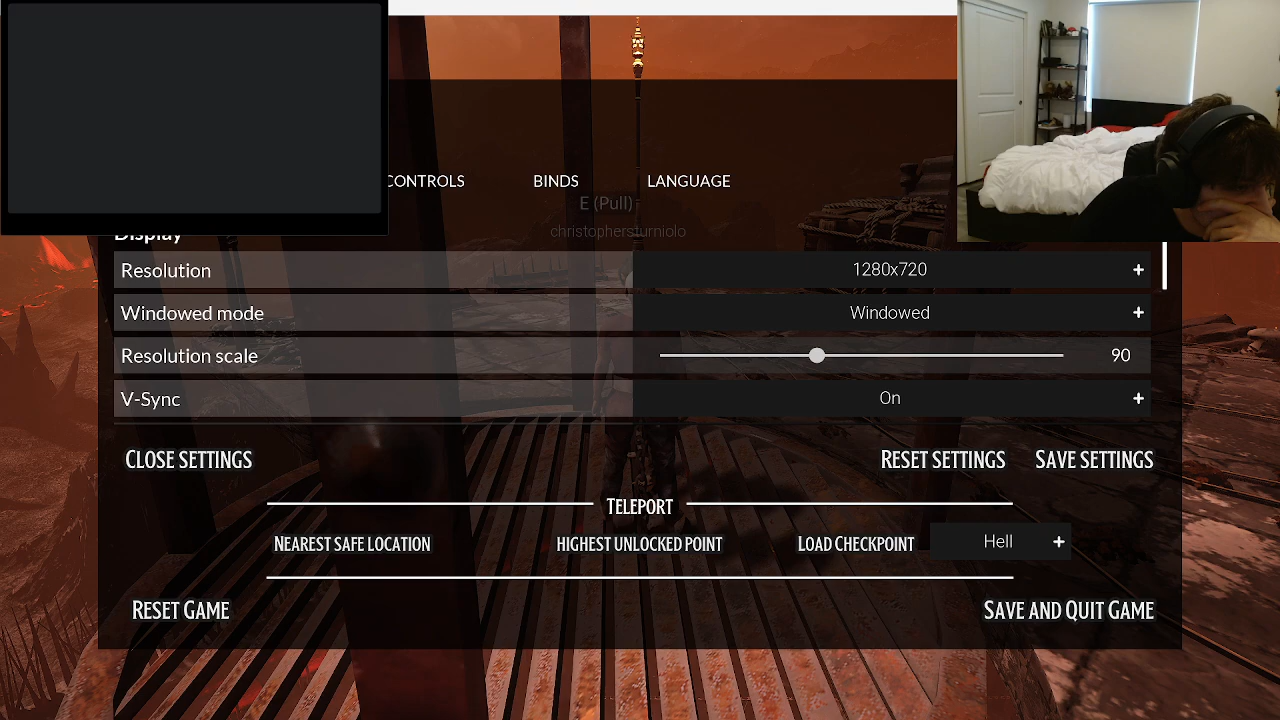 CONTROLS BINDS LANGUAGE
E (Pull)
christophersturniolo
Display
Resolution 1280x720 +
Windowed mode Windowed +
Resolution scale 90
V-Sync On +
CLOSE SETTINGS RESET SETTINGS SAVE SETTINGS
TELEPORT
NEAREST SAFE LOCATION HIGHEST UNLOCKED POINT LOAD CHECKPOINT Hell +
RESET GAME SAVE AND QUIT GAME